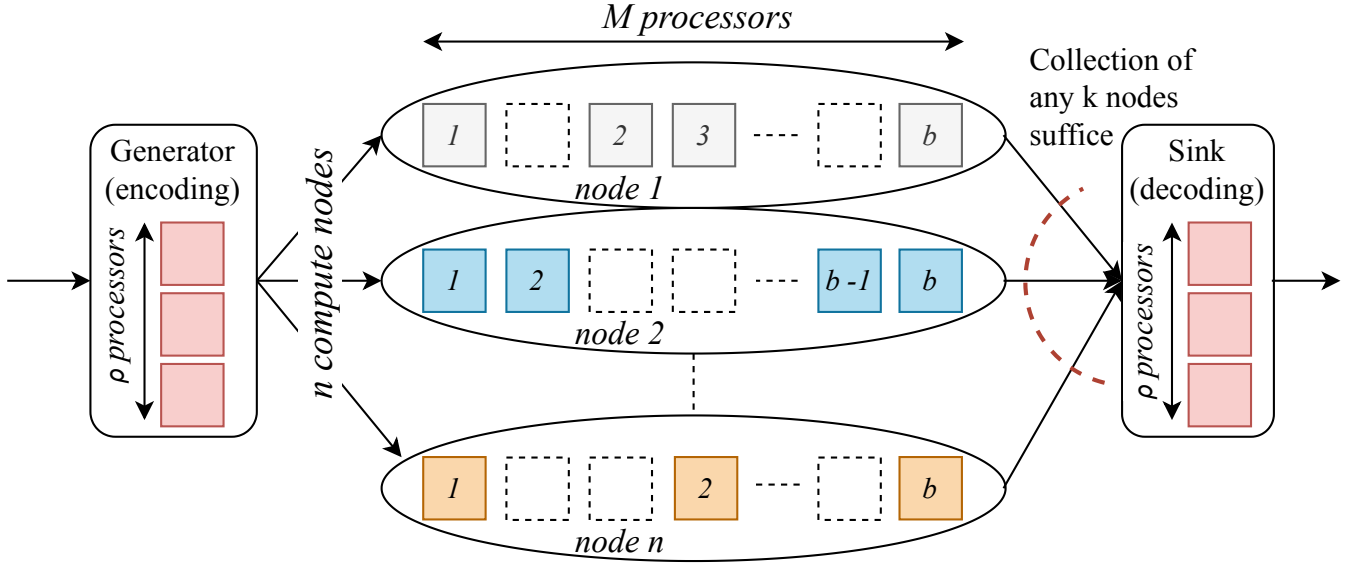 M processors
Collection of
any k nodes
suffice
Generator
(encoding)
ρ processors
n compute nodes
1
2
3
b
node 1
1
2
b -1
b
node 2
1
2
b
node n
Sink
(decoding)
ρ processors